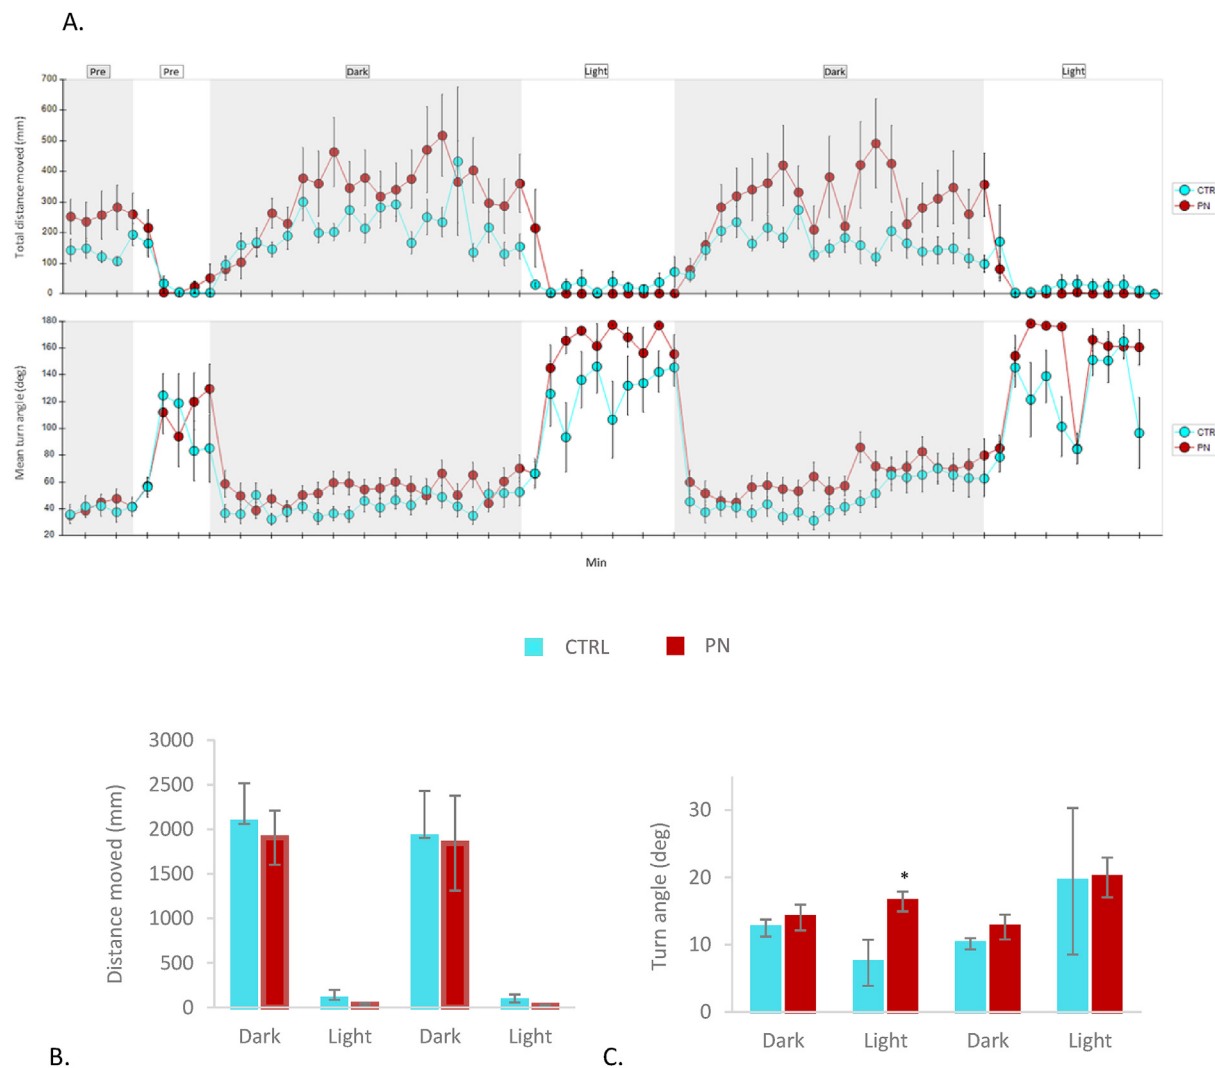 A.
Pre Pre Dark Light Dark Light
700
600
500
400
300
200
100
0
Total distance moved (mm)
CTRL
PN
180
160
140
120
100
80
60
40
20
Mean turn angle (deg)
CTRL
PN
Min
CTRL PN
3000
2500
2000
1500
1000
500
0
Distance moved (mm)
Dark Light Dark Light
B.
30
20
10
0
Turn angle (deg)
*
Dark Light Dark Light
C.